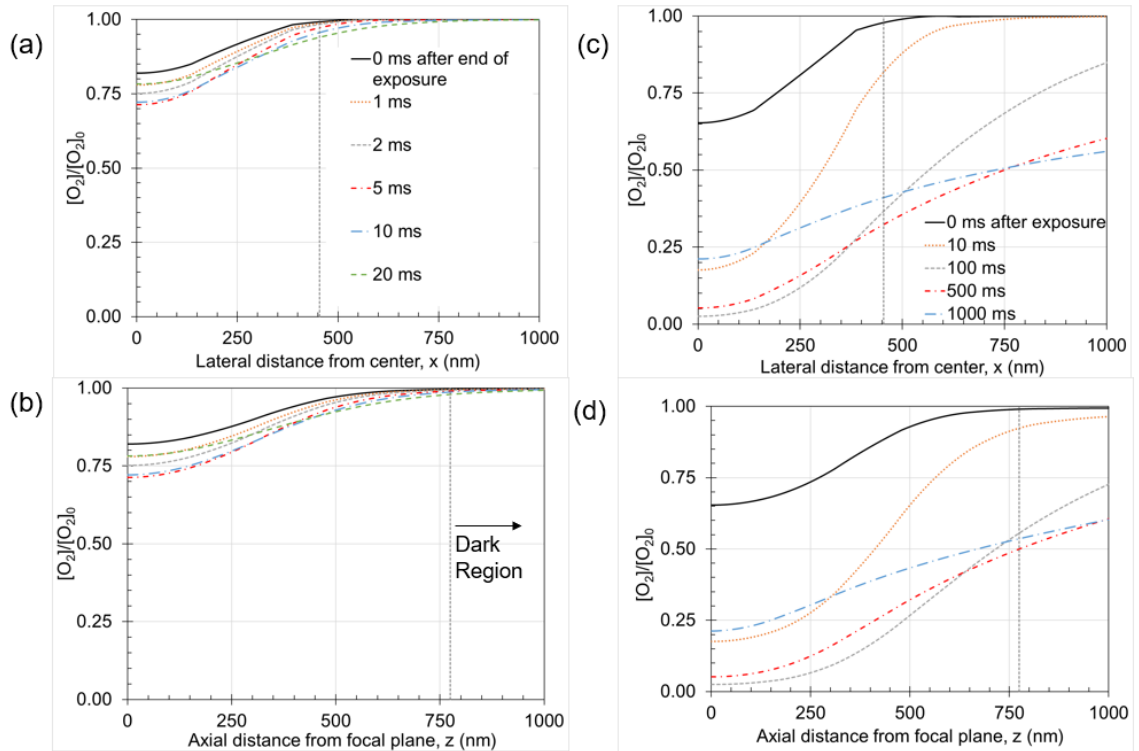 (a)
1.00
0.75
0.50
0.25
0.00
[O₂]/[O₂]₀
0 ms after end of
exposure
1 ms
2 ms
5 ms
10 ms
20 ms
0 250 500 750 1000
Lateral distance from center, x (nm)
(c)
1.00
0.75
0.50
0.25
0.00
[O₂]/[O₂]₀
0 ms after exposure
10 ms
100 ms
500 ms
1000 ms
0 250 500 750 1000
Lateral distance from center, x (nm)
(b)
1.00
0.75
0.50
0.25
0.00
[O₂]/[O₂]₀
Dark
Region
0 250 500 750 1000
Axial distance from focal plane, z (nm)
(d)
1.00
0.75
0.50
0.25
0.00
[O₂]/[O₂]₀
0 250 500 750 1000
Axial distance from focal plane, z (nm)